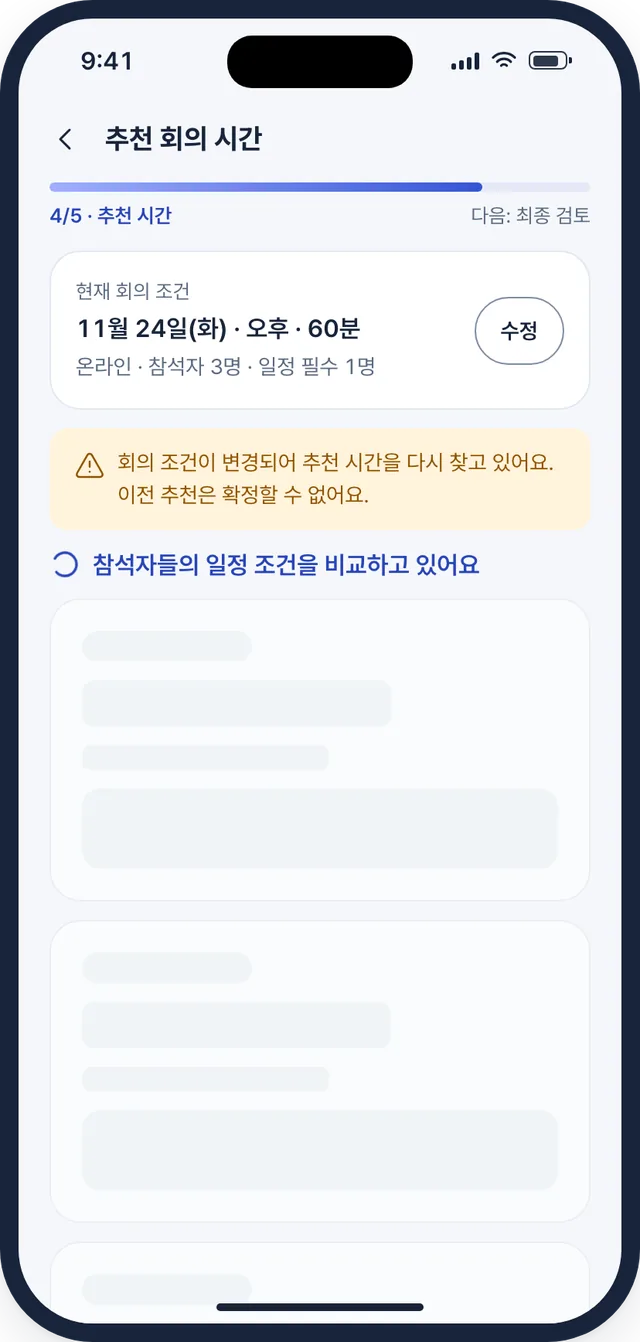 9:41
추천 회의 시간
4/5 · 추천 시간
다음: 최종 검토
현재 회의 조건
11월 24일(화) · 오후 · 60분
온라인 · 참석자 3명 · 일정 필수 1명
수정
회의 조건이 변경되어 추천 시간을 다시 찾고 있어요.
이전 추천은 확정할 수 없어요.
참석자들의 일정 조건을 비교하고 있어요